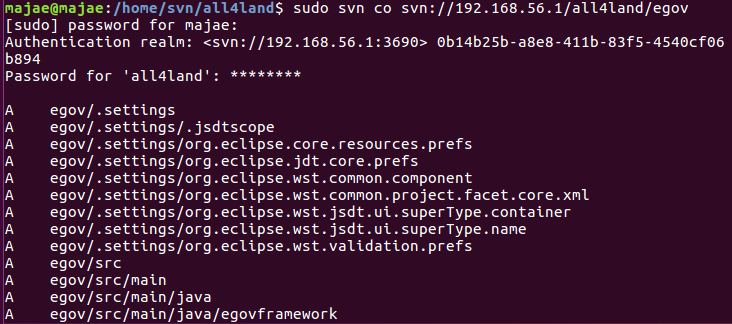 majae@majae:/home/svn/all4land$ sudo svn co svn://192.168.56.1/all4land/egov
[sudo] password for majae:
Authentication realm: <svn://192.168.56.1:3690> 0b14b25b-a8e8-411b-83f5-4540cf06
b894
Password for 'all4land': ********
A    egov/.settings
A    egov/.settings/.jsdtscope
A    egov/.settings/org.eclipse.core.resources.prefs
A    egov/.settings/org.eclipse.jdt.core.prefs
A    egov/.settings/org.eclipse.wst.common.component
A    egov/.settings/org.eclipse.wst.common.project.facet.core.xml
A    egov/.settings/org.eclipse.wst.jsdt.ui.superType.container
A    egov/.settings/org.eclipse.wst.jsdt.ui.superType.name
A    egov/.settings/org.eclipse.wst.validation.prefs
A    egov/src
A    egov/src/main
A    egov/src/main/java
A    egov/src/main/java/egovframework